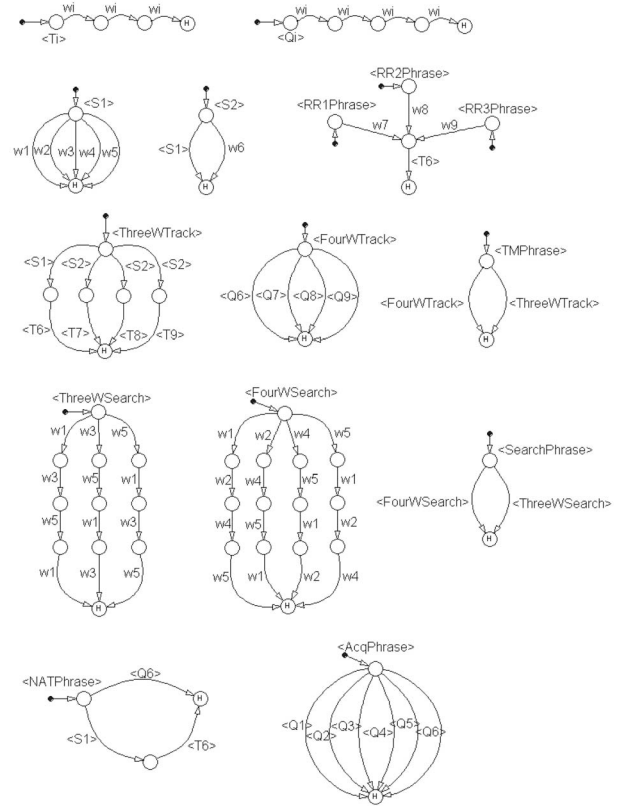 wi wi wi wi wi wi wi
<Ti> H <Qi> H
<S1> <S2> <RR2Phrase>
w8
<RR1Phrase> <RR3Phrase>
w7 w9
w1 w2 w3 w4 w5 <S1> w6 <T6>
H H H
<ThreeWTrack> <FourWTrack> <TMPhrase>
<S1> <S2> <S2> <S2>
<Q6> <Q7> <Q8> <Q9> <FourWTrack> <ThreeWTrack>
<T6> <T7> <T8> <T9>
H H H
<ThreeWSearch> <FourWSearch>
w1 w3 w5 w1 w2 w4 w5
<SearchPhrase>
w3 w5 w1 w2 w4 w5 w1
<FourWSearch> <ThreeWSearch>
w5 w1 w3 w4 w5 w1 w2
H
w1 w3 w5 w5 w1 w2 w4
H H
<AcqPhrase>
<NATPhrase> <Q6>
H
<S1> <T6> <Q1> <Q2> <Q3> <Q4> <Q5> <Q6>
H